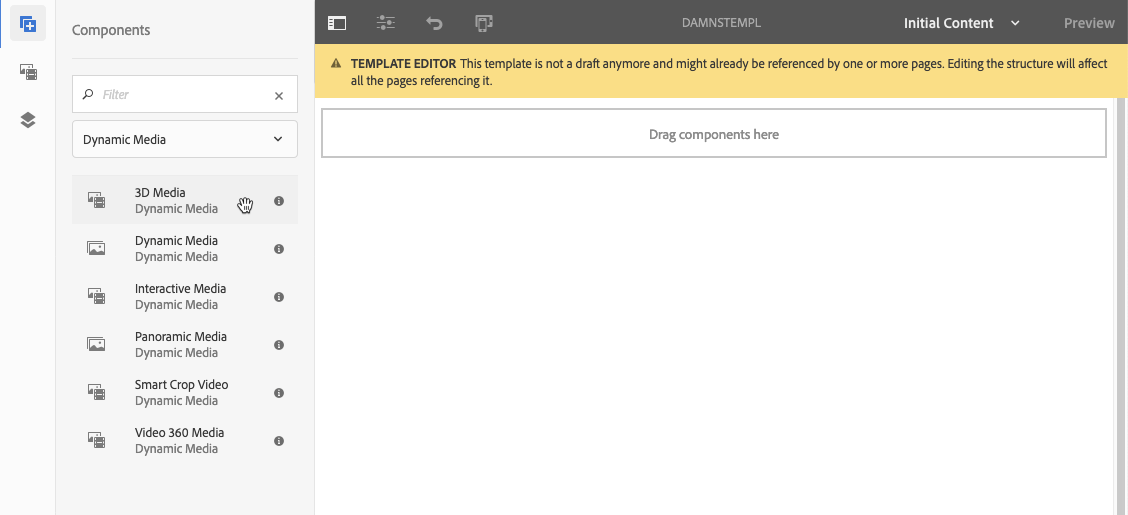 Components
Filter
Dynamic Media
3D Media
Dynamic Media
Dynamic Media
Dynamic Media
Interactive Media
Dynamic Media
Panoramic Media
Dynamic Media
Smart Crop Video
Dynamic Media
Video 360 Media
Dynamic Media
DAMNSTEMPL
Initial Content
Preview
TEMPLATE EDITOR This template is not a draft anymore and might already be referenced by one or more pages. Editing the structure will affect
all the pages referencing it.
Drag components here